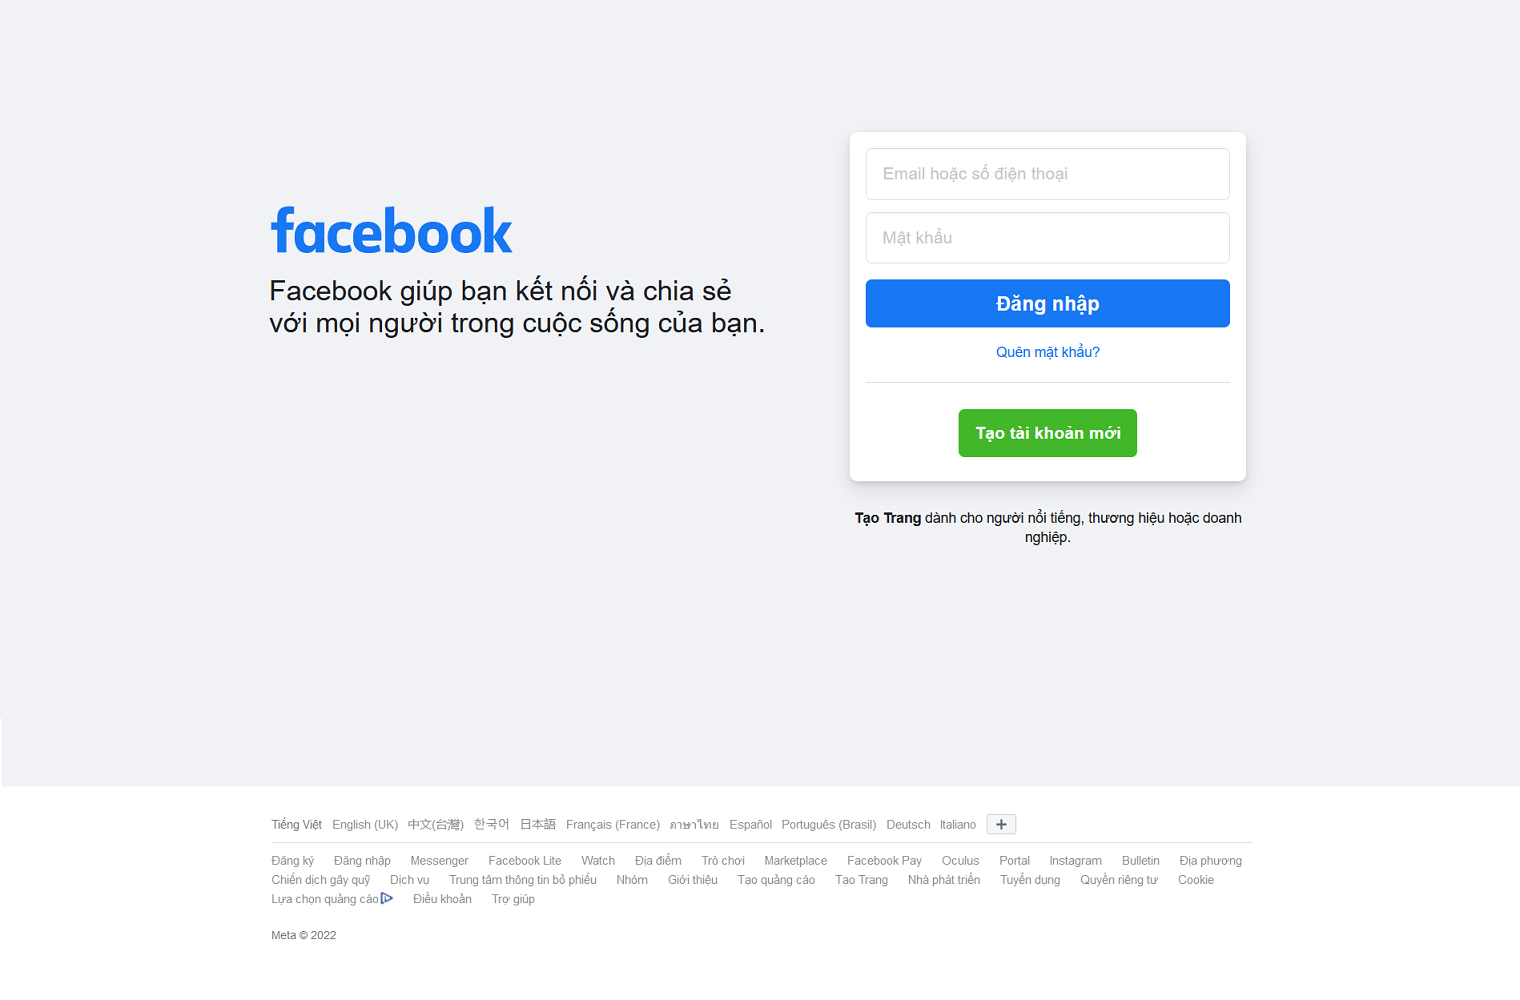 facebook
Facebook giúp bạn kết nối và chia sẻ
với mọi người trong cuộc sống của bạn.
Email hoặc số điện thoại
Mật khẩu
Đăng nhập
Quên mật khẩu?
Tạo tài khoản mới
Tạo Trang dành cho người nổi tiếng, thương hiệu hoặc doanh
nghiệp.
Tiếng Việt English (UK) 中文(台灣) 한국어 日本語 Français (France) ภาษาไทย Español Português (Brasil) Deutsch Italiano +
Đăng ký Đăng nhập Messenger Facebook Lite Watch Địa điểm Trò chơi Marketplace Facebook Pay Oculus Portal Instagram Bulletin Địa phương
Chiến dịch gây quỹ Dịch vụ Trung tâm thông tin bỏ phiếu Nhóm Giới thiệu Tạo quảng cáo Tạo Trang Nhà phát triển Tuyển dụng Quyền riêng tư Cookie
Lựa chọn quảng cáo Điều khoản Trợ giúp
Meta © 2022